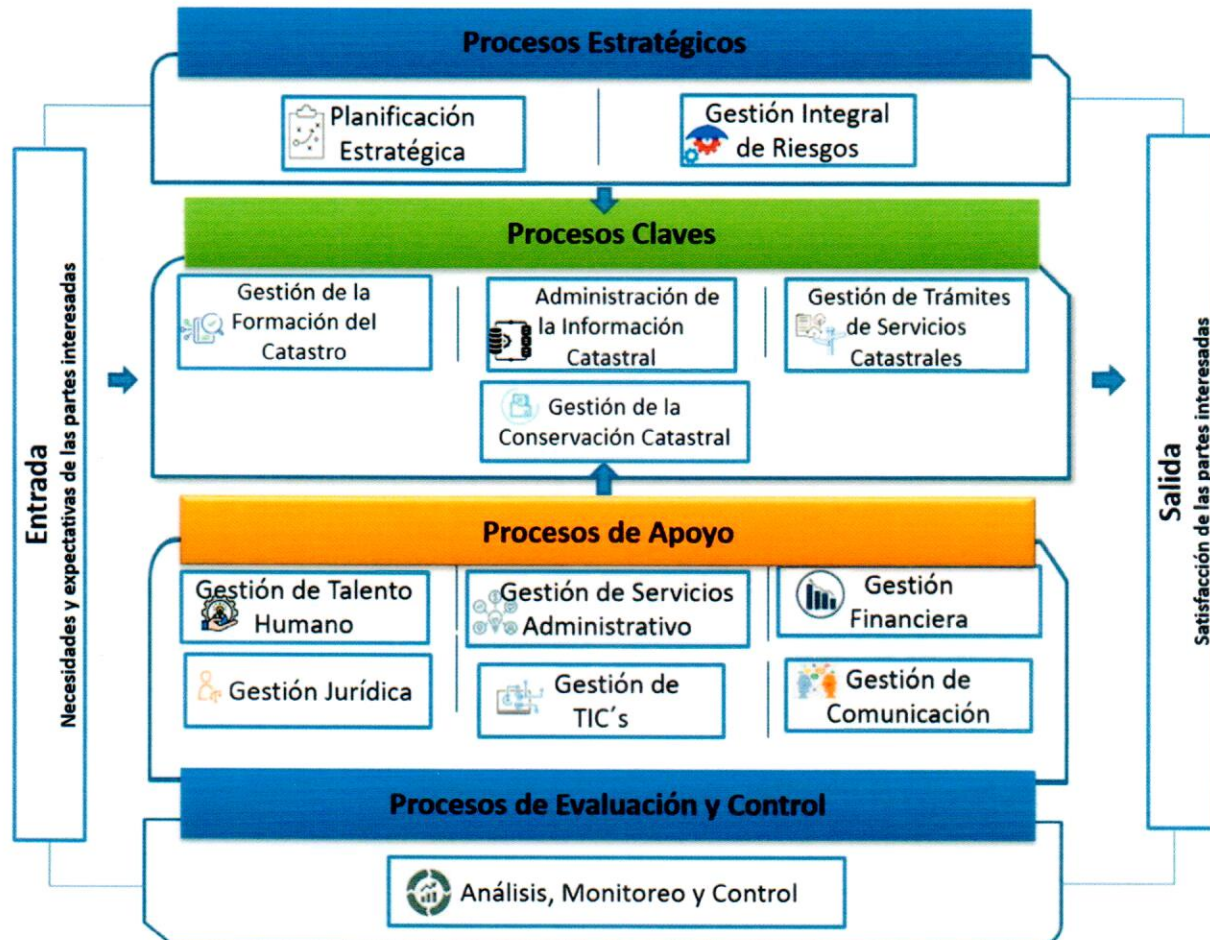 Procesos Estratégicos
Planificación
Estratégica
Gestión Integral
de Riesgos
Entrada
Necesidades y expectativas de las partes interesadas
Procesos Claves
Gestión de la
Formación del
Catastro
Administración de
la Información
Catastral
Gestión de Trámites
de Servicios
Catastrales
Gestión de la
Conservación Catastral
Procesos de Apoyo
Gestión de Talento
Humano
Gestión de Servicios
Administrativo
Gestión
Financiera
Gestión Jurídica
Gestión de
TIC´s
Gestión de
Comunicación
Procesos de Evaluación y Control
Análisis, Monitoreo y Control
Salida
Satisfacción de las partes interesadas